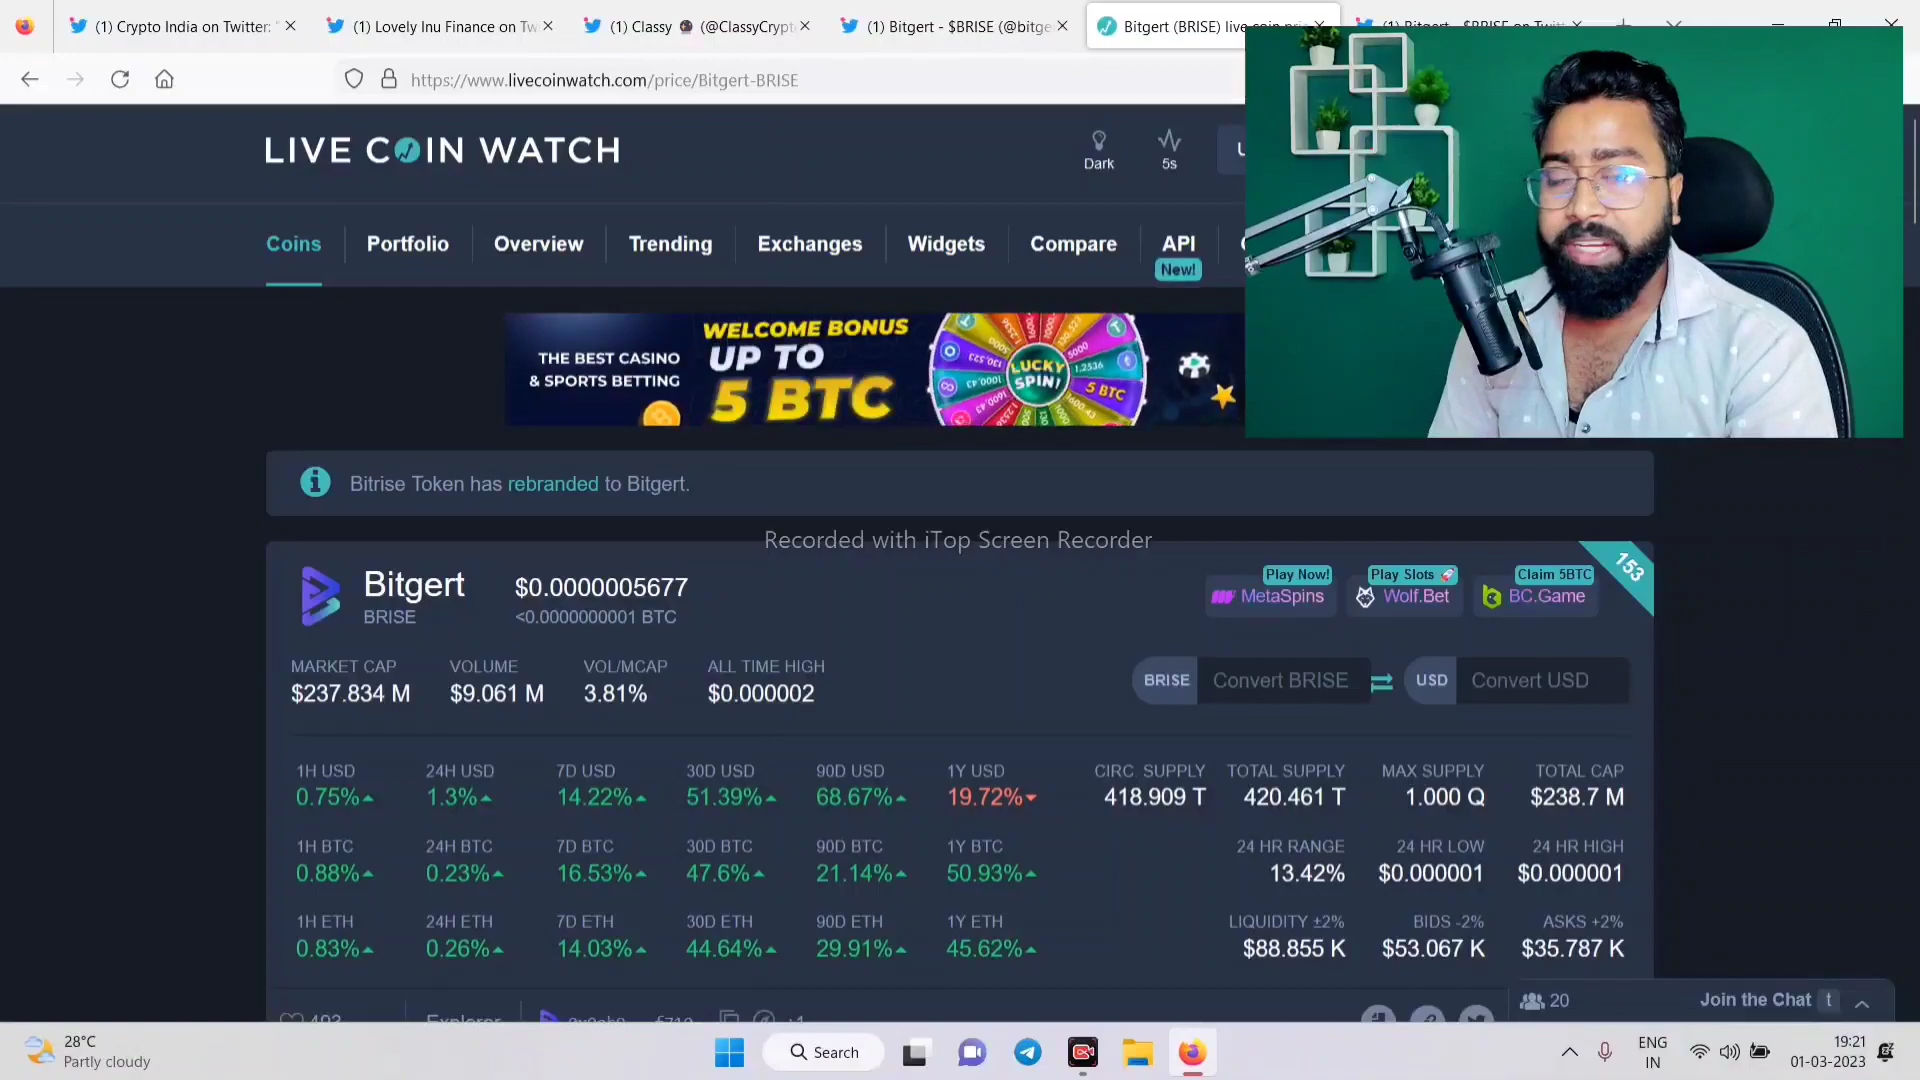 (1) Crypto India on Twitter:
(1) Lovely Inu Finance on Tw
(1) Classy (@ClassyCrypt
(1) Bitgert - $BRISE (@bitge
Bitgert (BRISE) live coin pri
https://www.livecoinwatch.com/price/Bitgert-BRISE
LIVE COIN WATCH
Dark
5s
Coins
Portfolio
Overview
Trending
Exchanges
Widgets
Compare
API
New!
THE BEST CASINO
& SPORTS BETTING
WELCOME BONUS
UP TO
5 BTC
LUCKY
SPIN!
5 BTC
Bitrise Token has rebranded to Bitgert.
Recorded with iTop Screen Recorder
153
Bitgert
BRISE
$0.0000005677
<0.0000000001 BTC
Play Now!
MetaSpins
Play Slots
Wolf.Bet
Claim 5BTC
BC.Game
MARKET CAP VOLUME VOL/MCAP ALL TIME HIGH
$237.834 M $9.061 M 3.81% $0.000002
BRISE Convert BRISE USD Convert USD
1H USD 24H USD 7D USD 30D USD 90D USD 1Y USD CIRC. SUPPLY TOTAL SUPPLY MAX SUPPLY TOTAL CAP
0.75% 1.3% 14.22% 51.39% 68.67% 19.72% 418.909 T 420.461 T 1.000 Q $238.7 M
1H BTC 24H BTC 7D BTC 30D BTC 90D BTC 1Y BTC 24 HR RANGE 24 HR LOW 24 HR HIGH
0.88% 0.23% 16.53% 47.6% 21.14% 50.93% 13.42% $0.000001 $0.000001
1H ETH 24H ETH 7D ETH 30D ETH 90D ETH 1Y ETH LIQUIDITY ±2% BIDS -2% ASKS +2%
0.83% 0.26% 14.03% 44.64% 29.91% 45.62% $88.855 K $53.067 K $35.787 K
20
Join the Chat t
28°C
Partly cloudy
Search
ENG
IN
19:21
01-03-2023